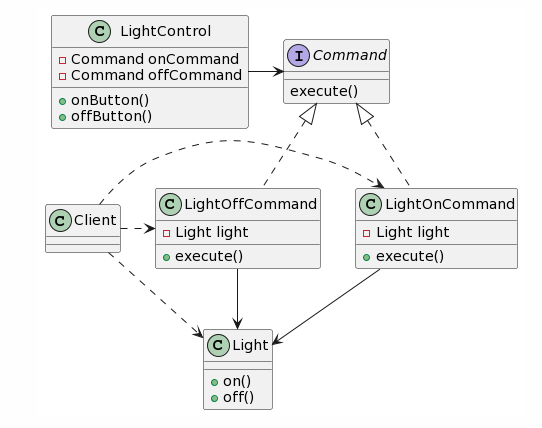 C LightControl
Command onCommand
Command offCommand
onButton()
offButton()
I Command
execute()
C Client
C LightOffCommand
Light light
execute()
C LightOnCommand
Light light
execute()
C Light
on()
off()